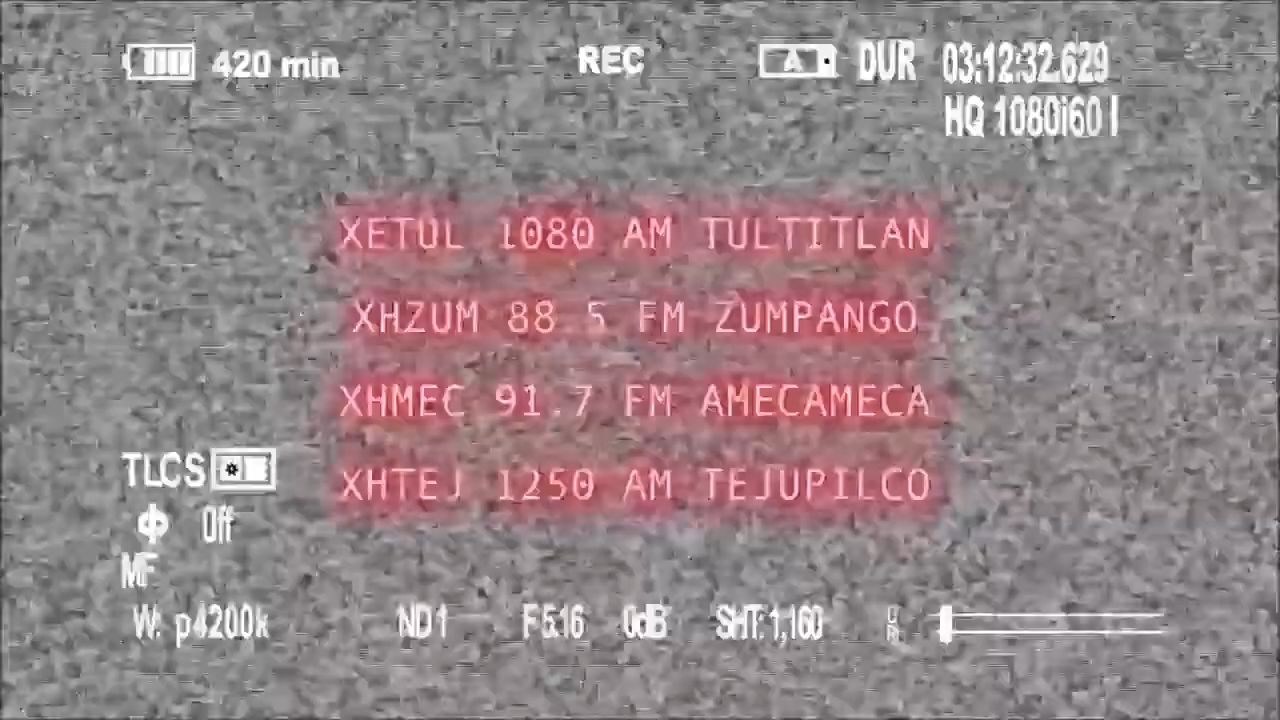 420 min REC A DUR 03:12:32.629
HQ 1080i60
XETUL 1080 AM TULTITLAN
XHZUM 88.5 FM ZUMPANGO
XHMEC 91.7 FM AMECAMECA
XHTEJ 1250 AM TEJUPILCO
TLCS
Off
MF
W: p4200k ND1 F5.16 0dB SHT: 1,160